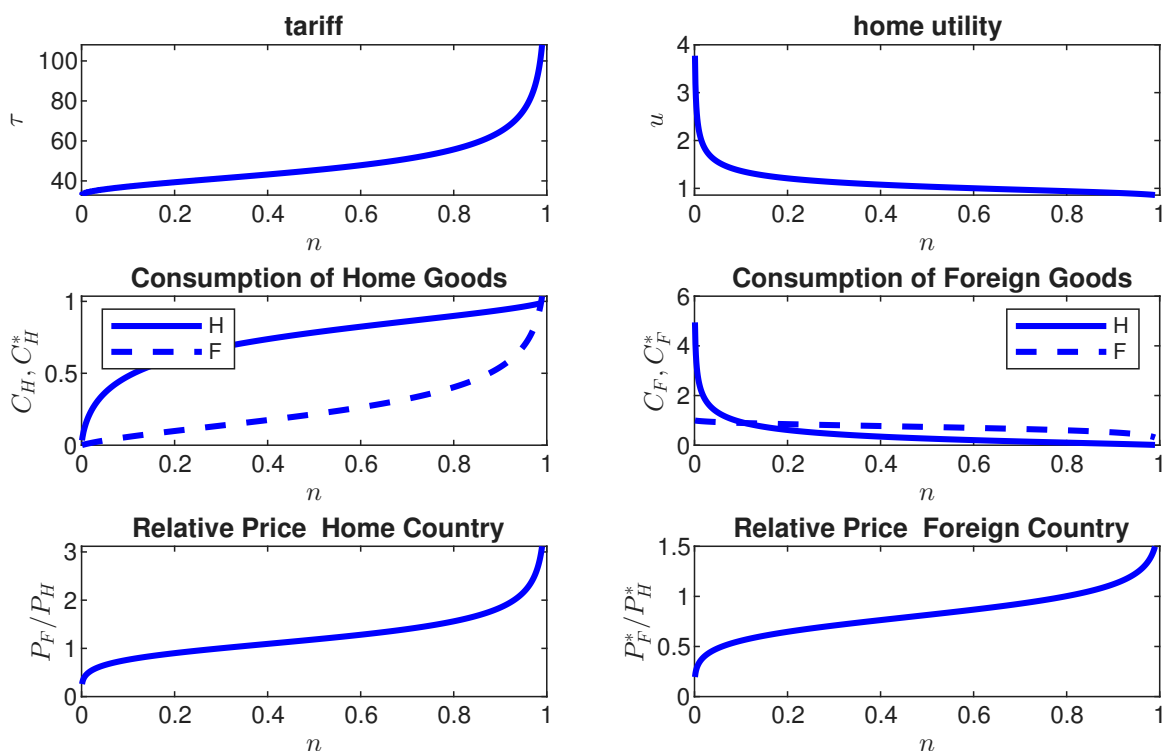 tariff
100
80
60
40
τ
0 0.2 0.4 0.6 0.8 1
n
home utility
4
3
2
1
u
0 0.2 0.4 0.6 0.8 1
n
Consumption of Home Goods
1
0.5
0
C_H, C_H^*
H
F
0 0.2 0.4 0.6 0.8 1
n
Consumption of Foreign Goods
6
4
2
0
C_F, C_F^*
H
F
0 0.2 0.4 0.6 0.8 1
n
Relative Price Home Country
3
2
1
0
P_F/P_H
0 0.2 0.4 0.6 0.8 1
n
Relative Price Foreign Country
1.5
1
0.5
0
P_F^*/P_H^*
0 0.2 0.4 0.6 0.8 1
n